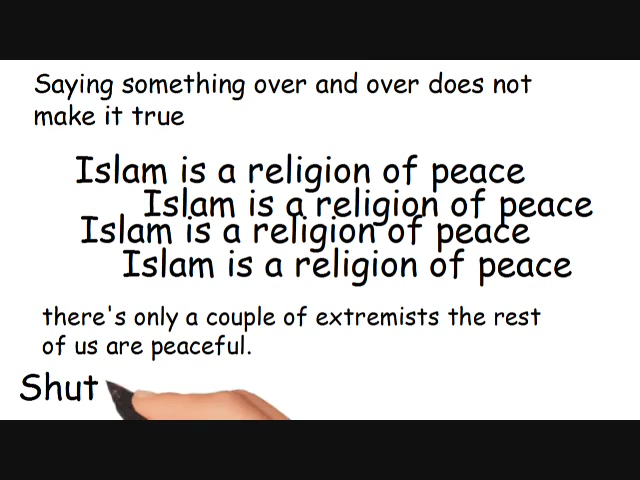 Saying something over and over does not
make it true
Islam is a religion of peace
Islam is a religion of peace
Islam is a religion of peace
Islam is a religion of peace
there's only a couple of extremists the rest
of us are peaceful.
Shut